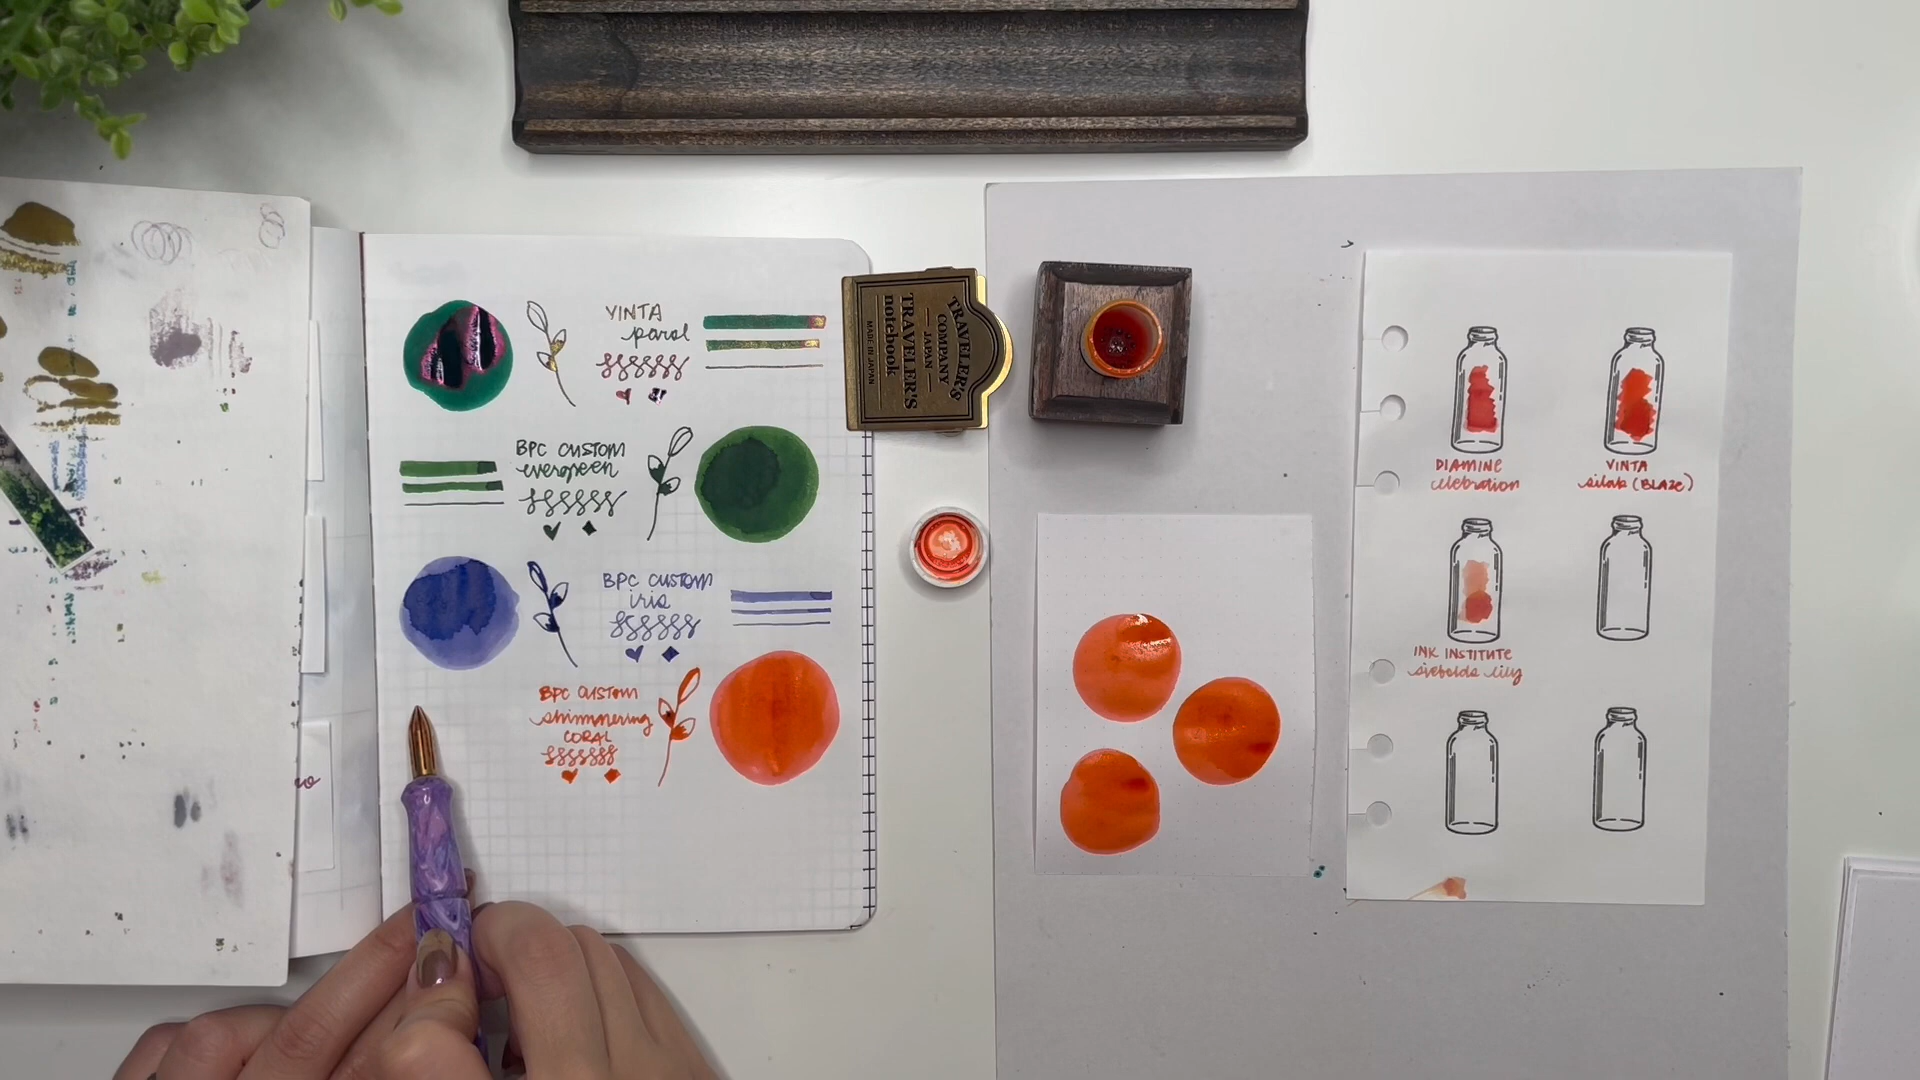 VINTA
parol
BPC CUSTOM
evergreen
BPC CUSTOM
iris
BPC CUSTOM
shimmering
CORAL
TRAVELER'S
COMPANY
JAPAN
TRAVELER'S
notebook
MADE IN JAPAN
DIAMINE
celebration
VINTA
silab (BLAZE)
INK INSTITUTE
siebolds lily